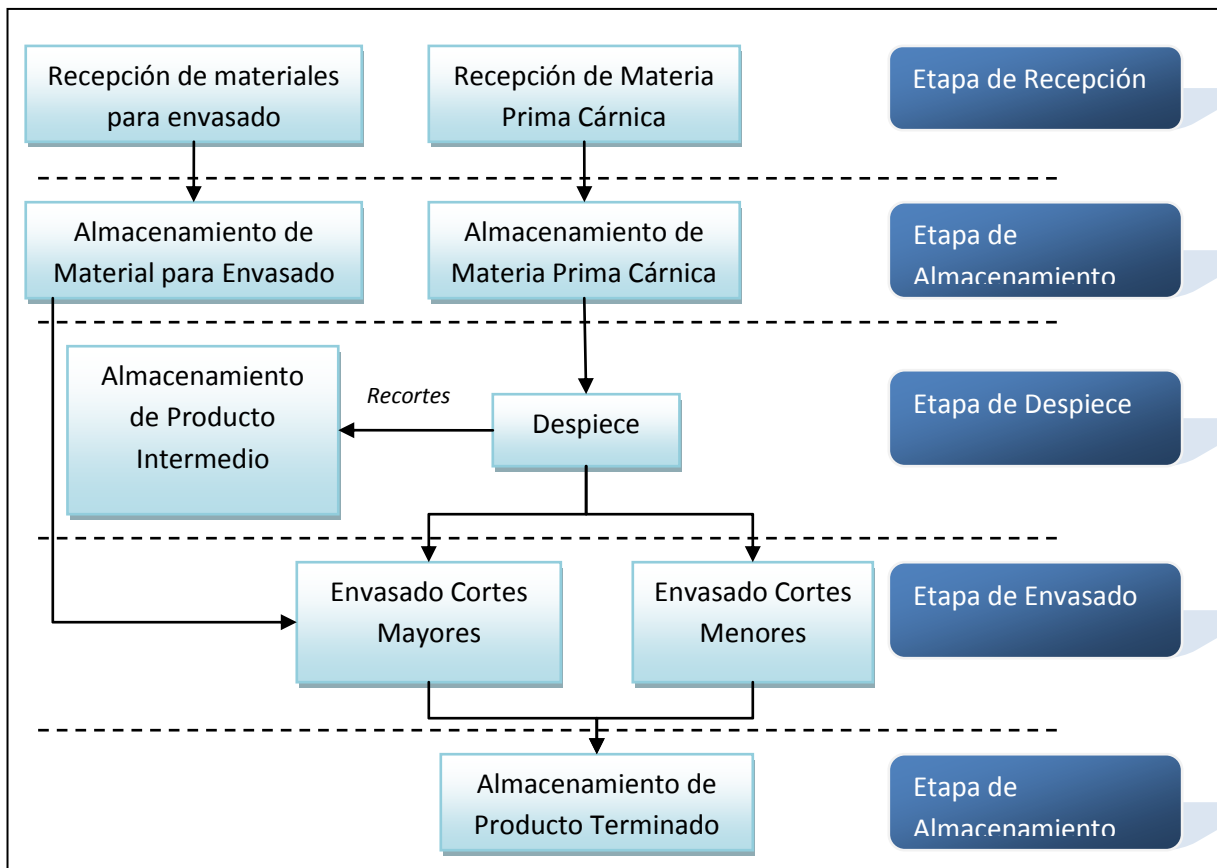 Recepción de materiales
para envasado
Recepción de Materia
Prima Cárnica
Etapa de Recepción
Almacenamiento de
Material para Envasado
Almacenamiento de
Materia Prima Cárnica
Etapa de
Almacenamiento
Almacenamiento
de Producto
Intermedio
Recortes
Despiece
Etapa de Despiece
Envasado Cortes
Mayores
Envasado Cortes
Menores
Etapa de Envasado
Almacenamiento de
Producto Terminado
Etapa de
Almacenamiento